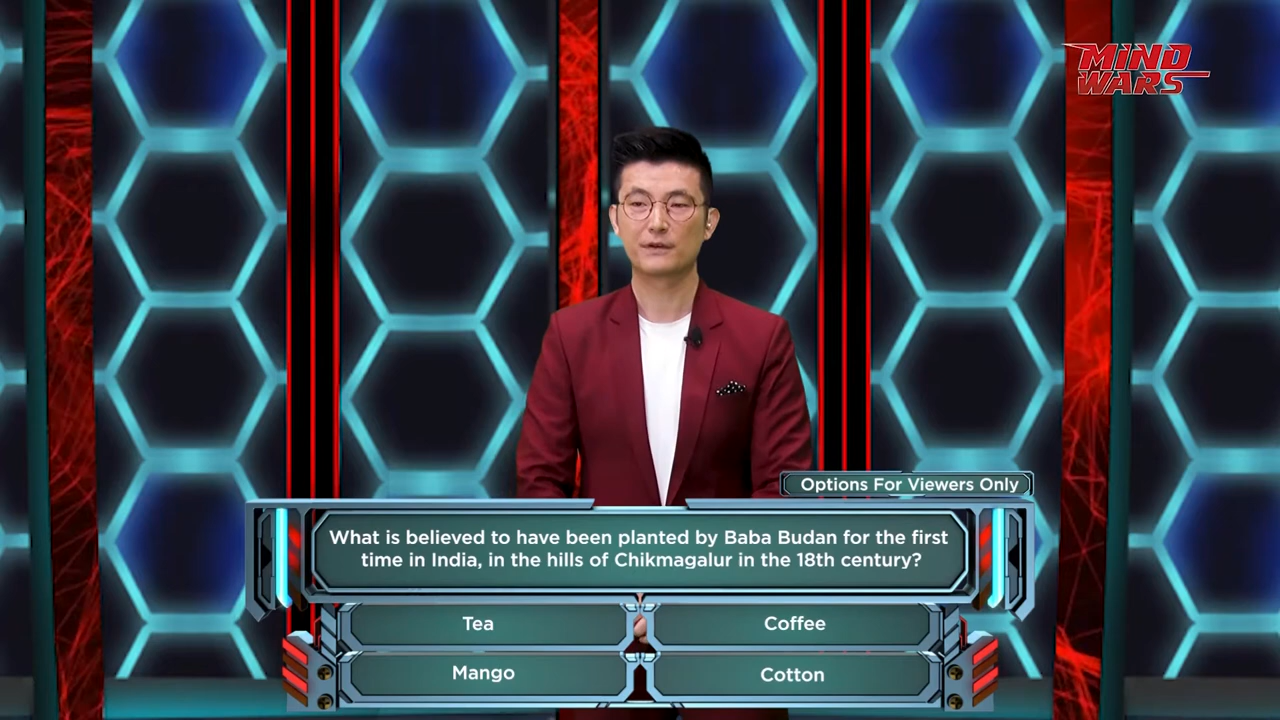 MIND
WARS
Options For Viewers Only
What is believed to have been planted by Baba Budan for the first
time in India, in the hills of Chikmagalur in the 18th century?
Tea
Coffee
Mango
Cotton